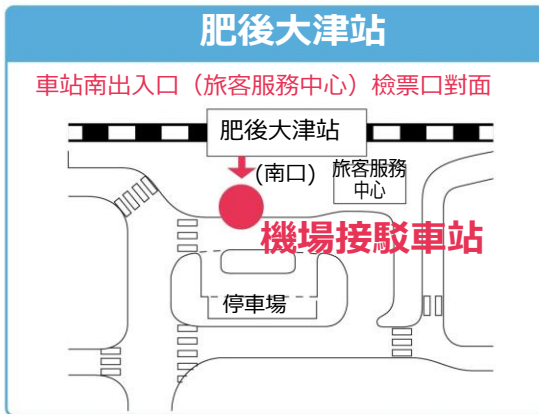 肥後大津站
車站南出入口（旅客服務中心）檢票口對面
肥後大津站
(南口)
旅客服務
中心
機場接駁車站
停車場